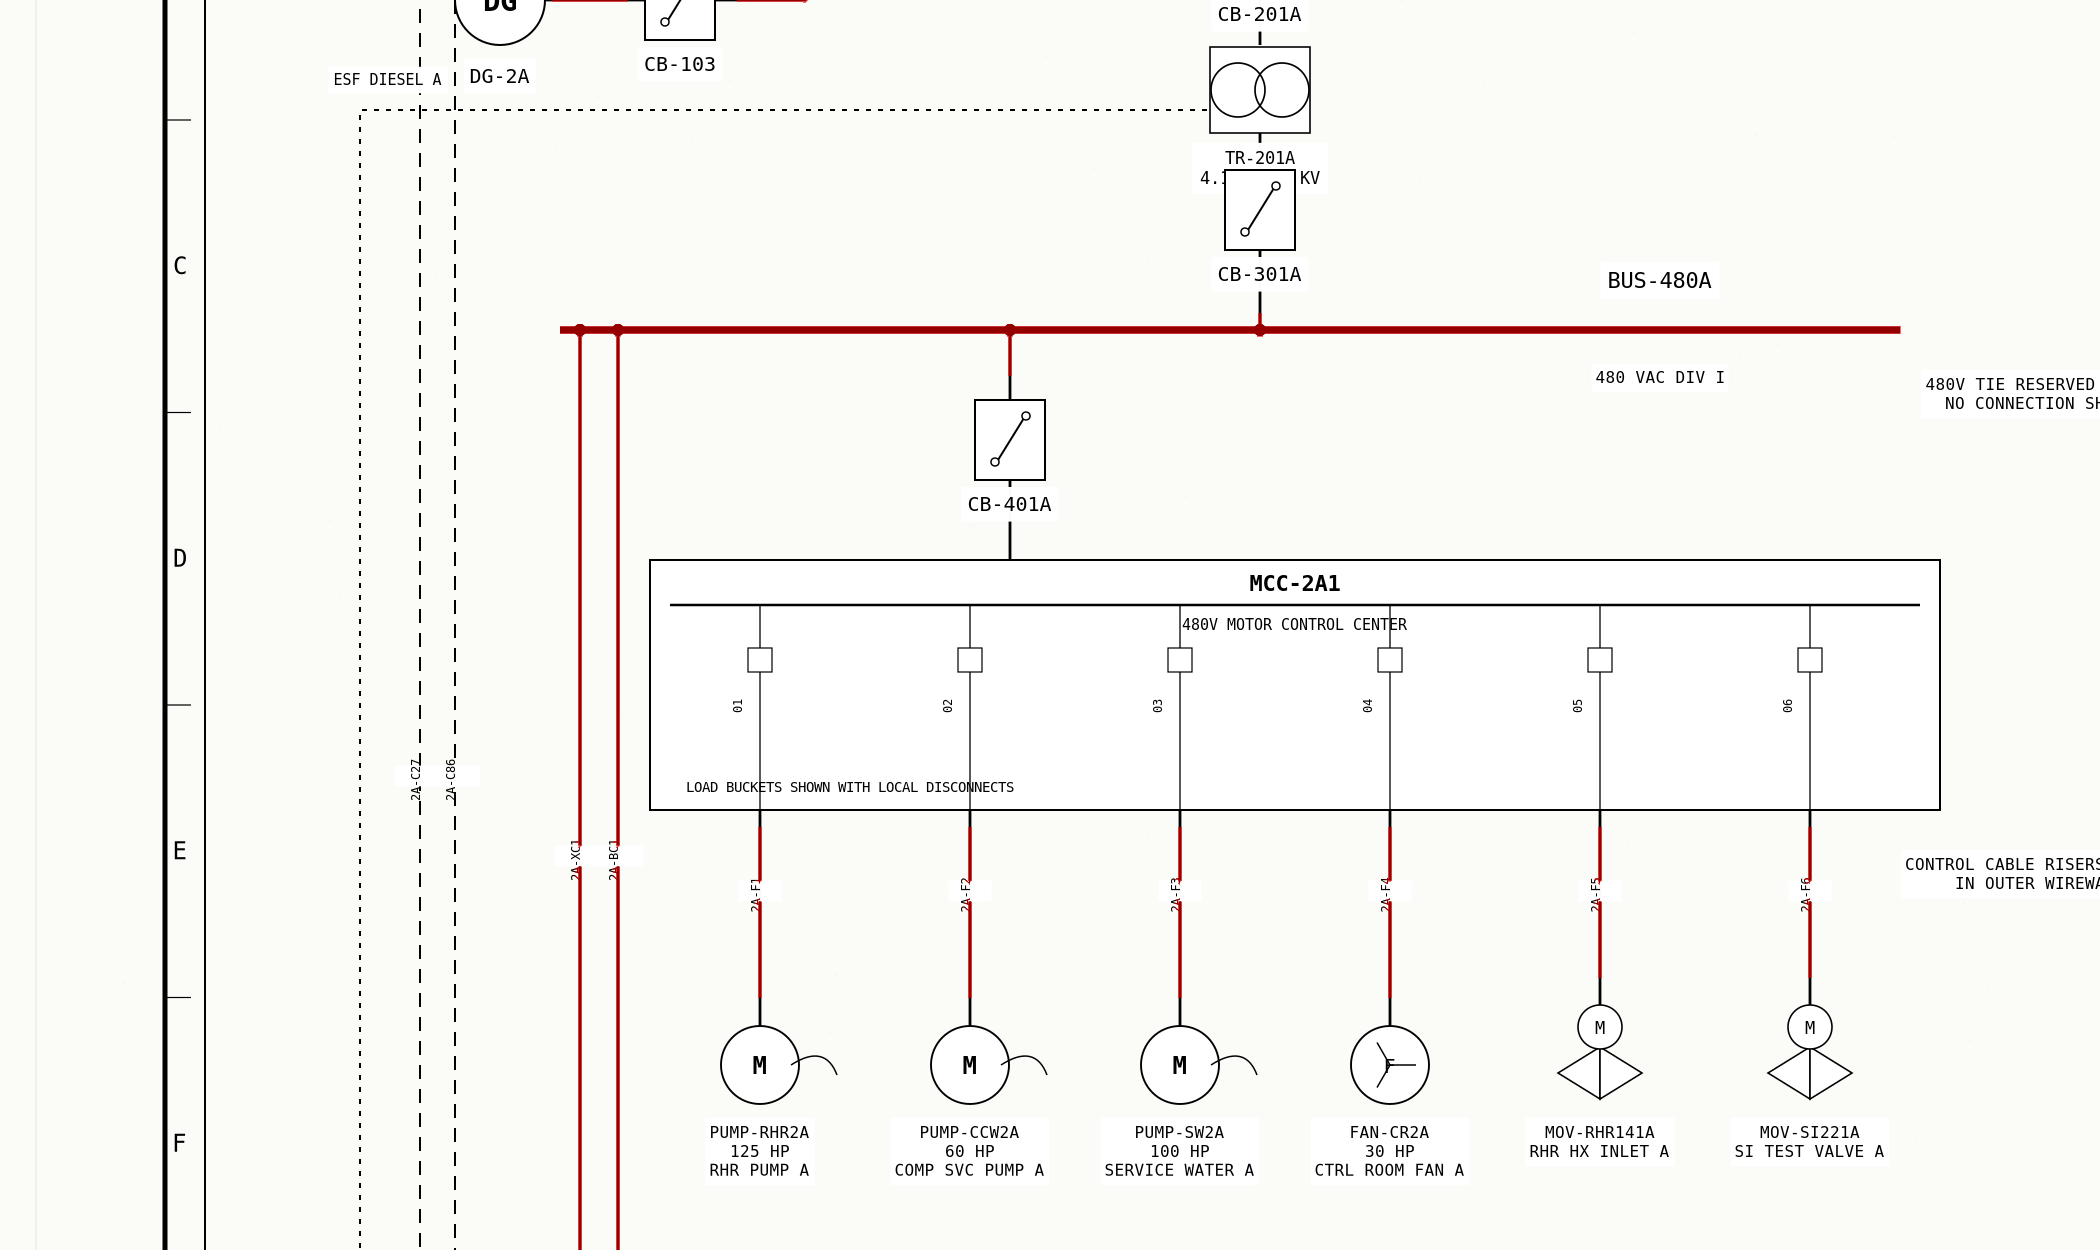 DG
CB-201A
CB-103
ESF DIESEL A
DG-2A
TR-201A
KV
C
CB-301A
BUS-480A
480 VAC DIV I
480V TIE RESERVED
NO CONNECTION
CB-401A
D
MCC-2A1
480V MOTOR CONTROL CENTER
01
02
03
04
05
06
2A-C27
2A-C86
LOAD BUCKETS SHOWN WITH LOCAL DISCONNECTS
E
2A-XC1
2A-BC1
2A-F1
2A-F2
2A-F3
2A-F4
2A-F5
2A-F6
CONTROL CABLE RISERS
IN OUTER
M
M
M
F
M
M
F
PUMP-RHR2A
125 HP
RHR PUMP A
PUMP-CCW2A
60 HP
COMP SVC PUMP A
PUMP-SW2A
100 HP
SERVICE WATER A
FAN-CR2A
30 HP
CTRL ROOM FAN A
MOV-RHR141A
RHR HX INLET A
MOV-SI221A
SI TEST VALVE A